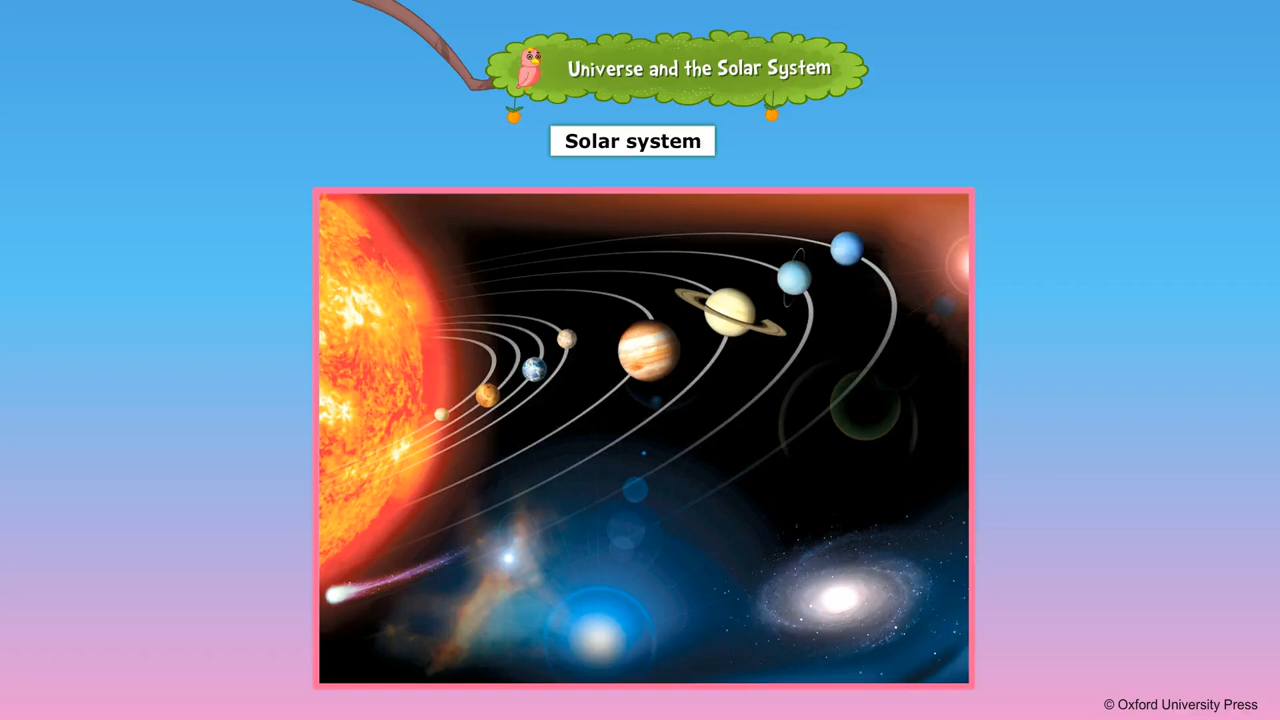 Universe and the Solar System
Solar system
© Oxford University Press